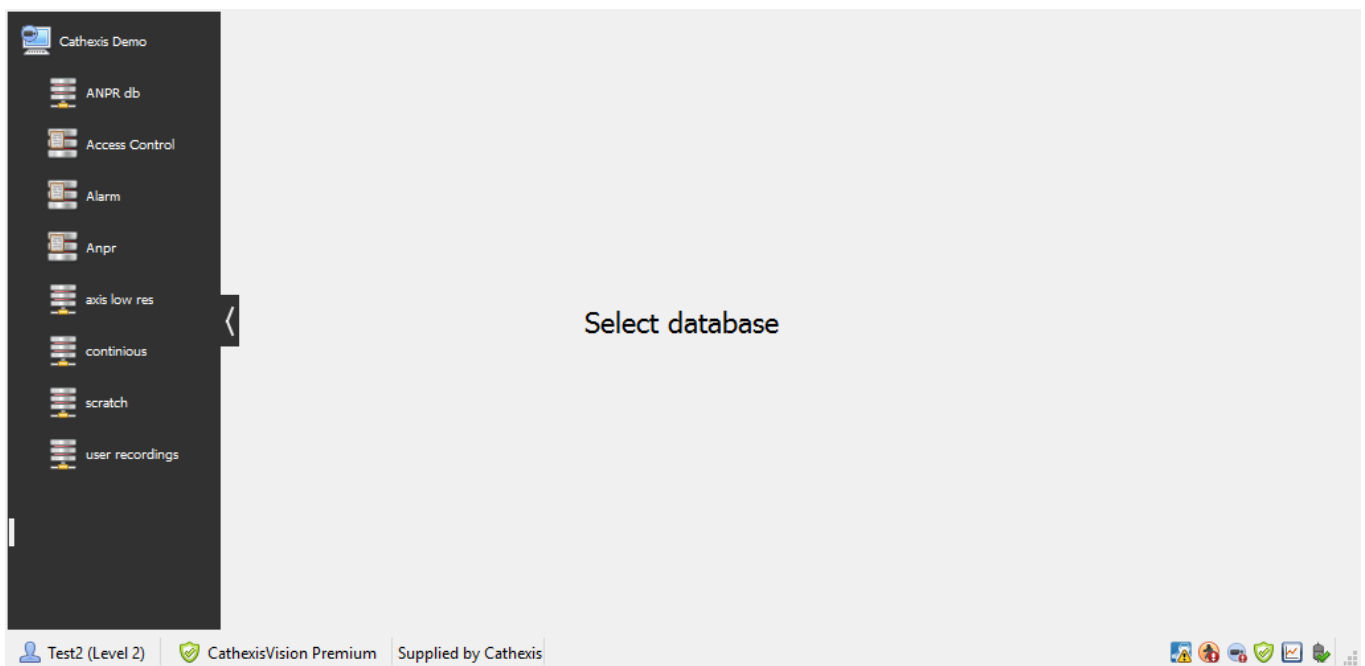 Cathexis Demo
ANPR db
Access Control
Alarm
Anpr
axis low res
continious
scratch
user recordings
Select database
Test2 (Level 2)
CathexisVision Premium
Supplied by Cathexis